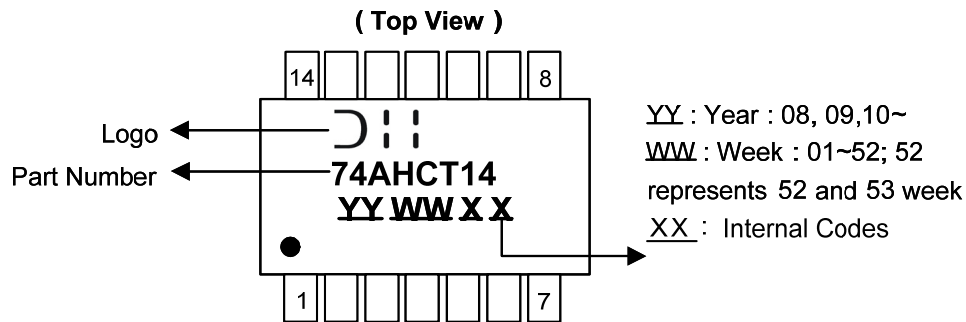 ( Top View )
14 8
Logo
Part Number
74AHCT14
YY WW X X
1 7
YY : Year : 08, 09,10~
WW : Week : 01~52; 52
represents 52 and 53 week
XX : Internal Codes